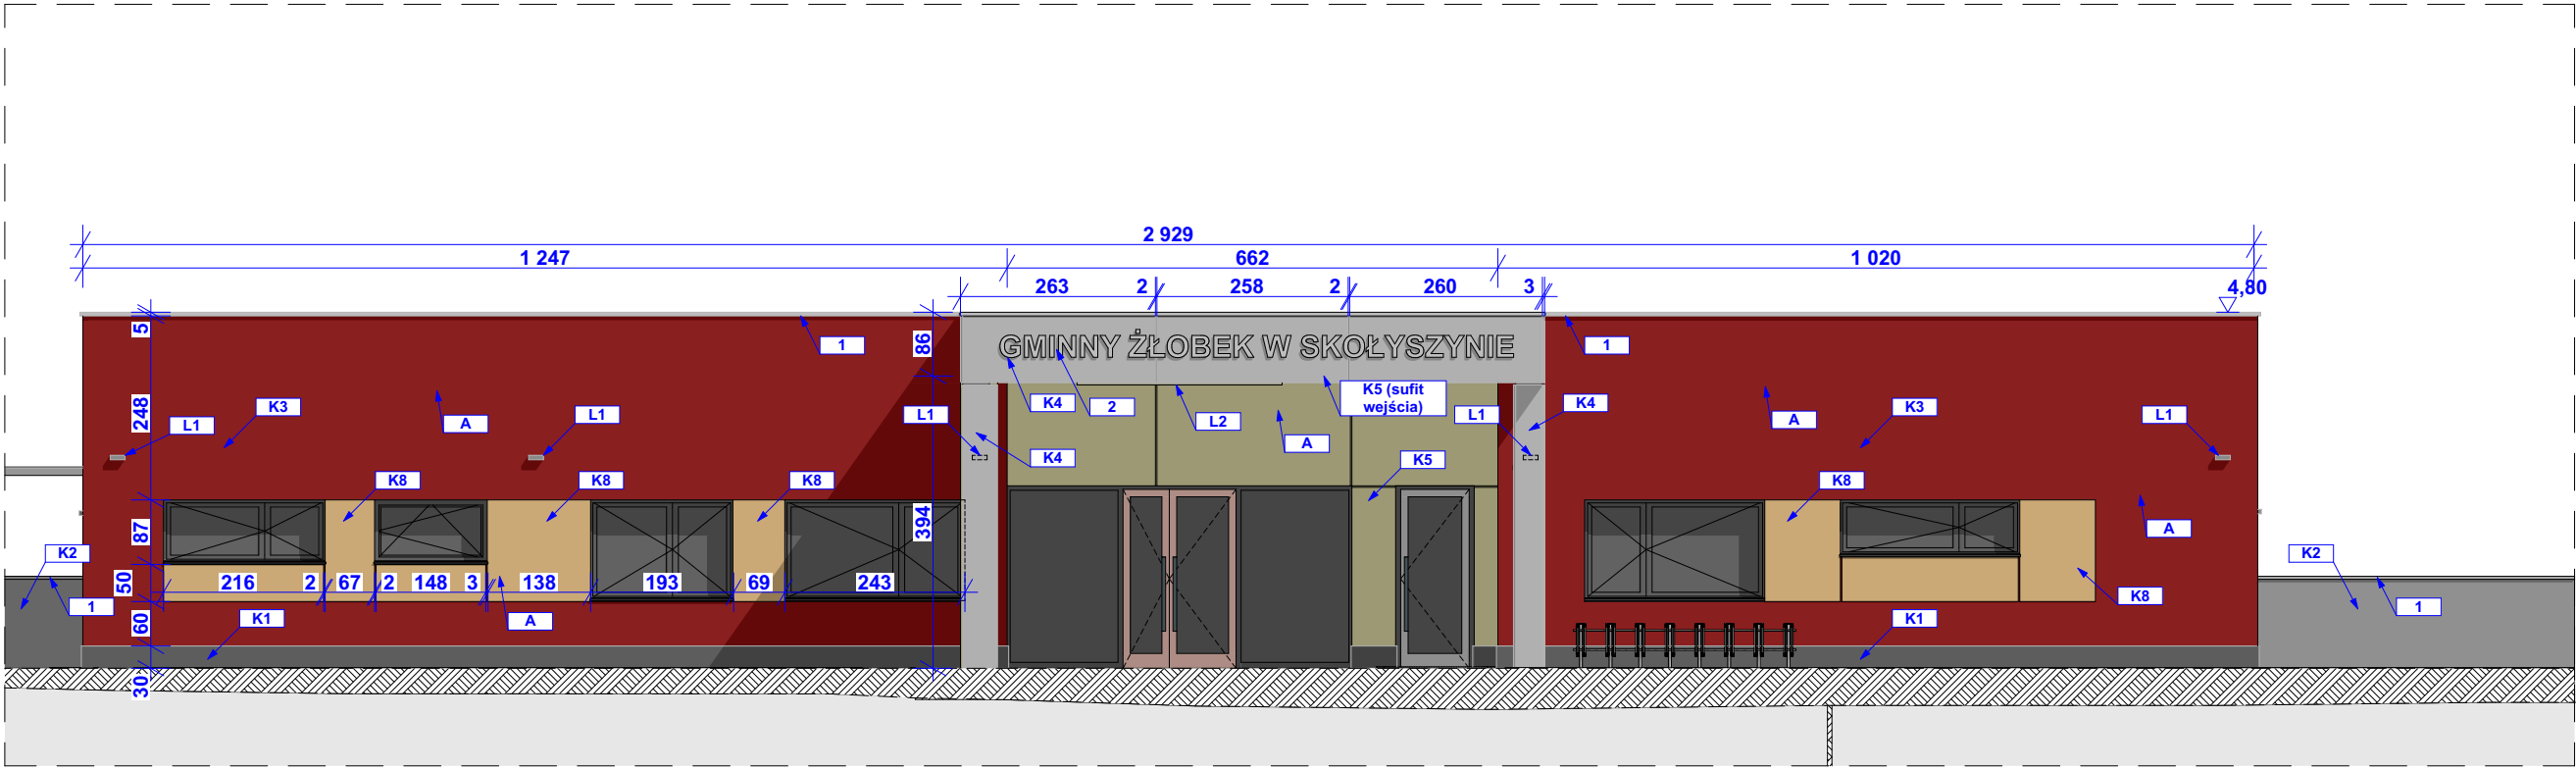 2 929
1 247
662
1 020
263
2
258
2
260
3
4,80
5
86
GMINNY ŻŁOBEK W SKOŁYSZYNIE
1
1
K5 (sufit
wejścia)
248
K3
A
L1
L1
L1
K4
2
L2
A
L1
K4
A
K3
L1
K4
K5
K8
K8
K8
K8
87
394
A
K2
K2
50
216
2
67
2
148
3
138
193
69
243
K8
1
1
60
K1
A
K1
30